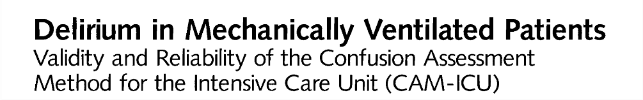 Delirium in Mechanically Ventilated Patients
Validity and Reliability of the Confusion Assessment
Method for the Intensive Care Unit (CAM-ICU)